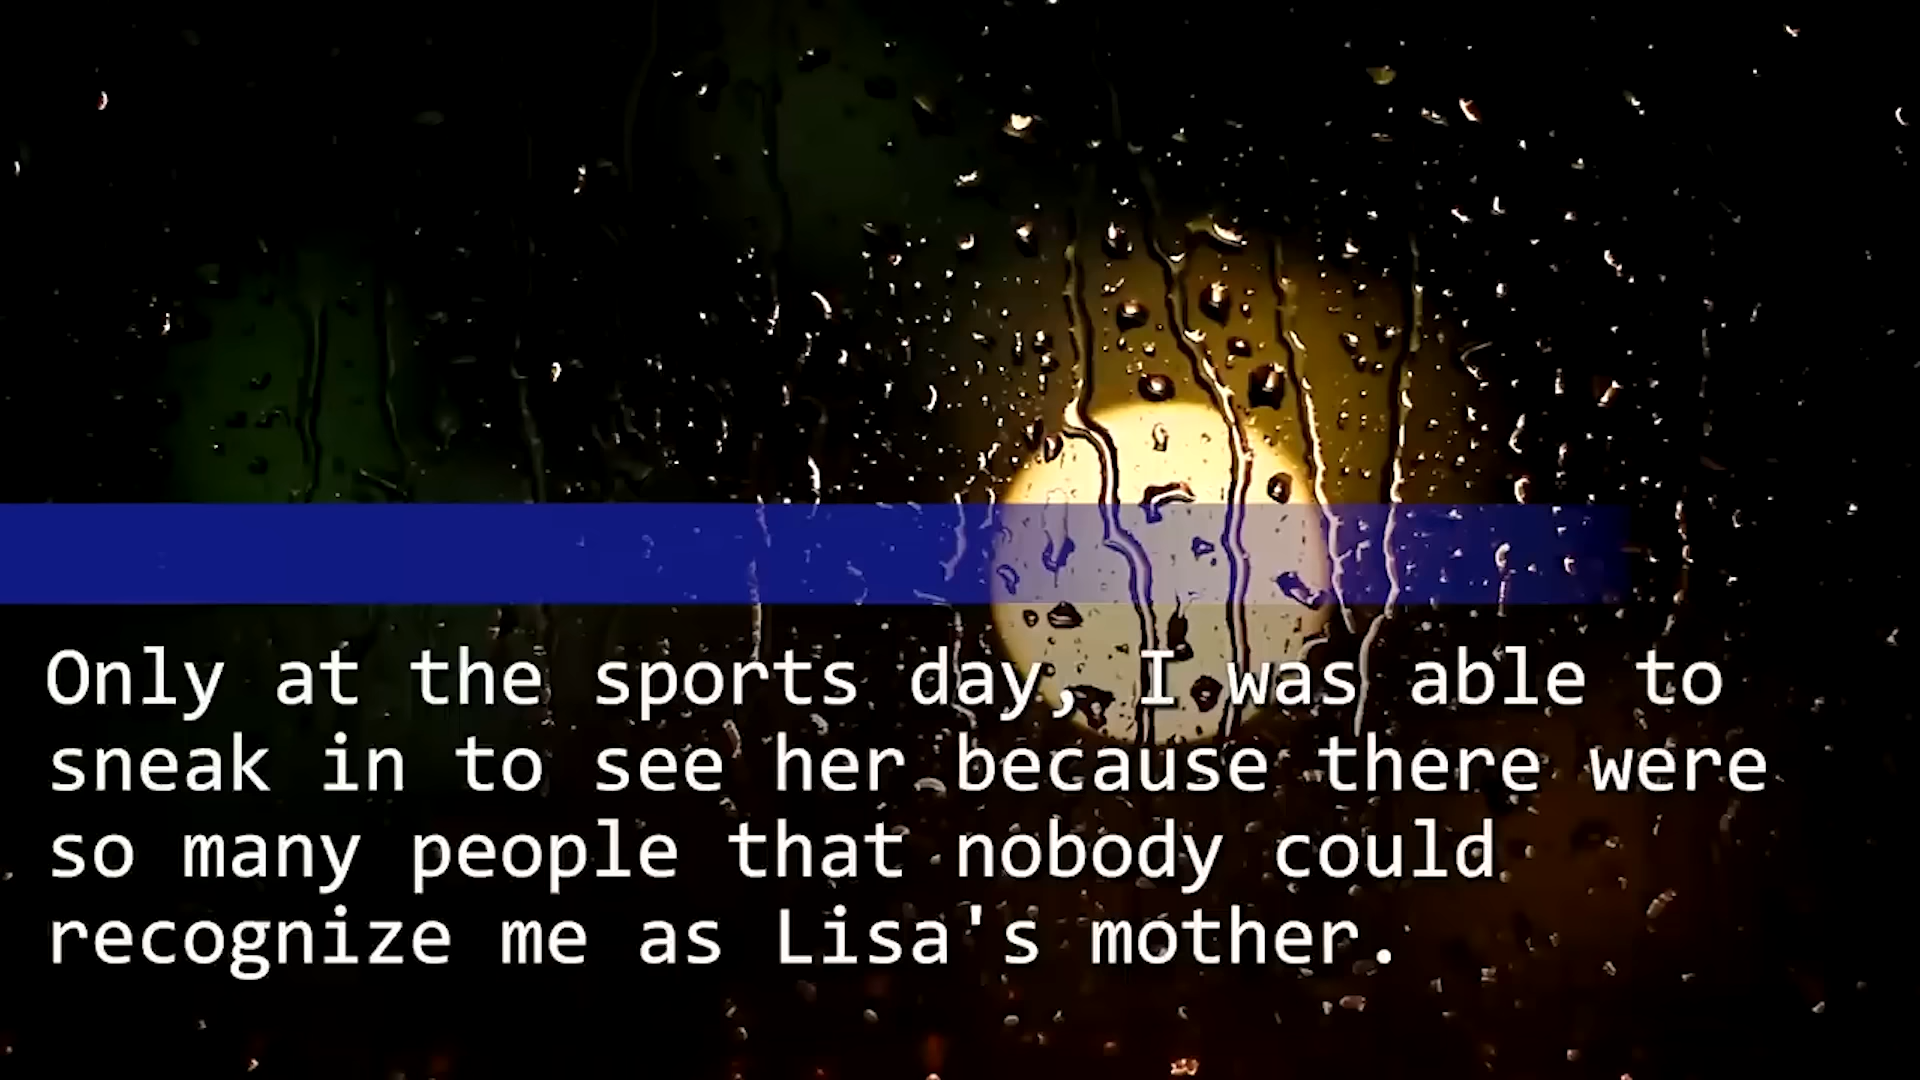 Only at the sports day, I was able to
sneak in to see her because there were
so many people that nobody could
recognize me as Lisa's mother.